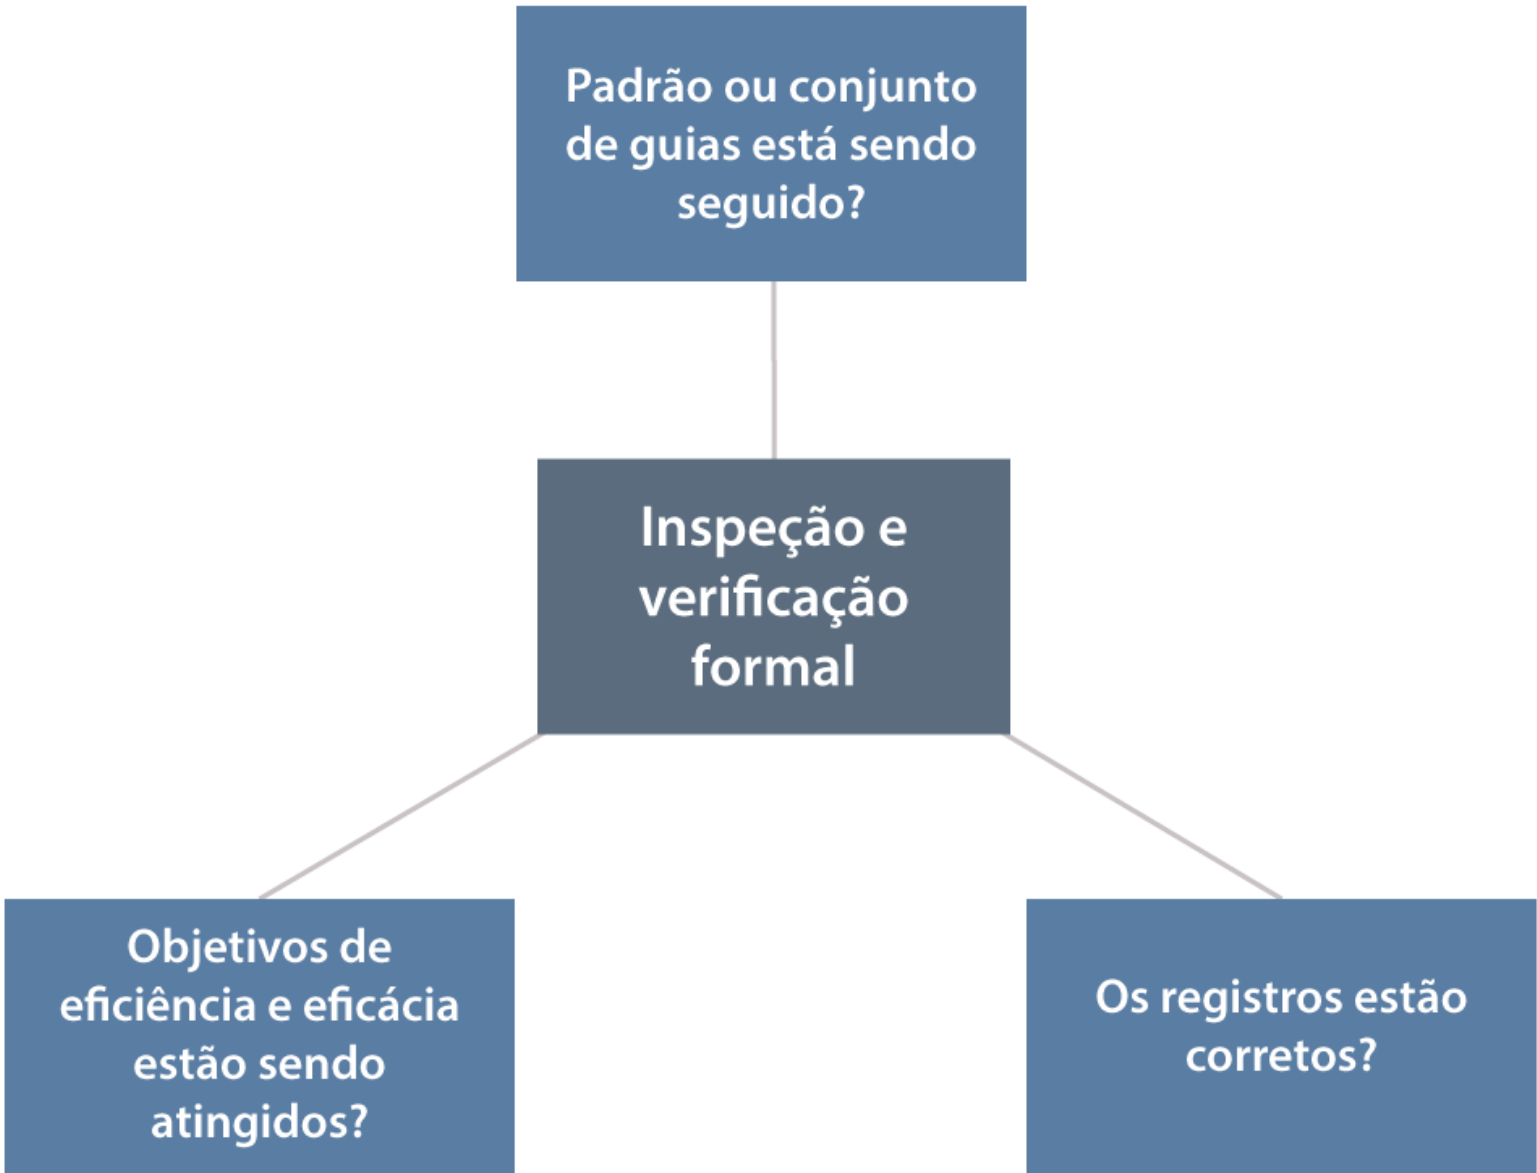 Padrão ou conjunto
de guias está sendo
seguido?
Inspeção e
verificação
formal
Objetivos de
eficiência e eficácia
estão sendo
atingidos?
Os registros estão
corretos?